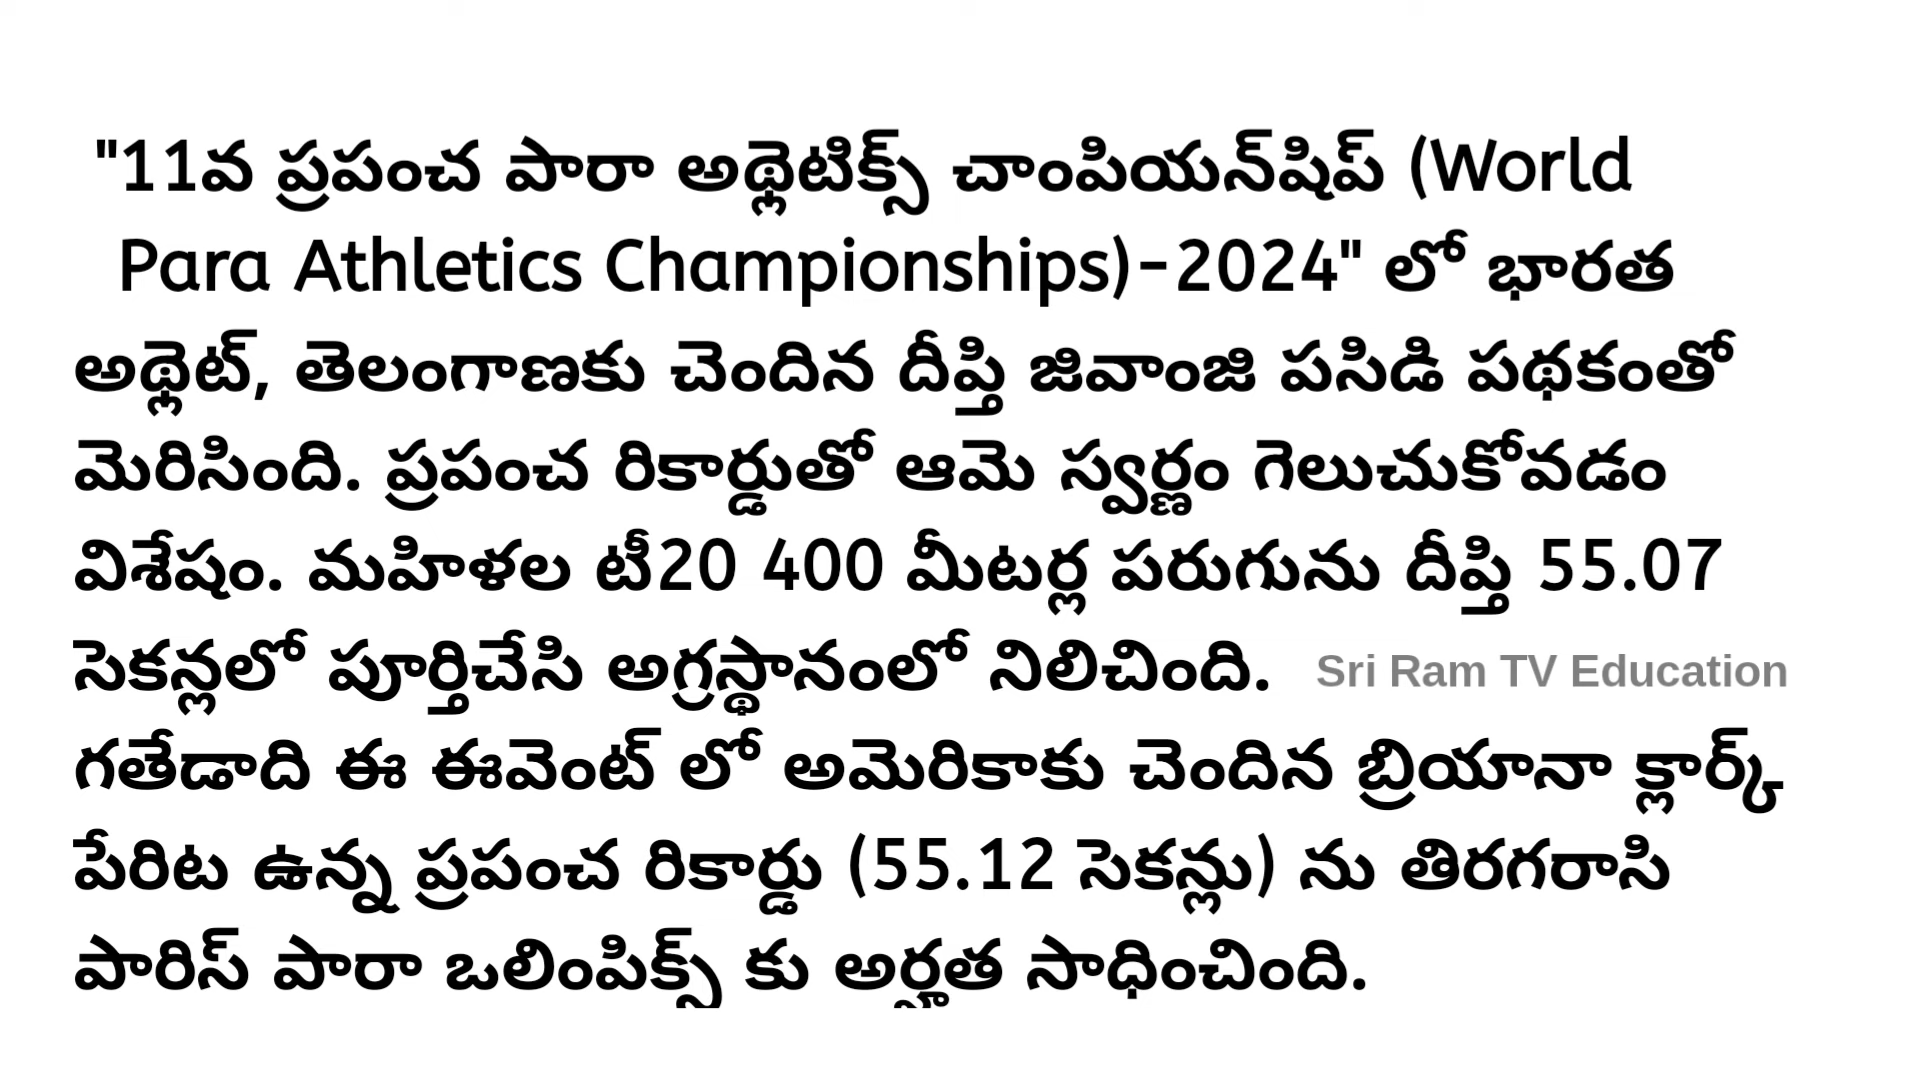 "11వ ప్రపంచ పారా అథ్లెటిక్స్ చాంపియన్‌షిప్ (World
Para Athletics Championships)-2024" లో భారత
అథ్లెట్, తెలంగాణకు చెందిన దీప్తి జివాంజి పసిడి పథకంతో
మెరిసింది. ప్రపంచ రికార్డుతో ఆమె స్వర్ణం గెలుచుకోవడం
విశేషం. మహిళల టీ20 400 మీటర్ల పరుగును దీప్తి 55.07
సెకన్లలో పూర్తిచేసి అగ్రస్థానంలో నిలిచింది. Sri Ram TV Education
గతేడాది ఈ ఈవెంట్ లో అమెరికాకు చెందిన బ్రియానా క్లార్క్
పేరిట ఉన్న ప్రపంచ రికార్డు (55.12 సెకన్లు) ను తిరగరాసి
పారిస్ పారా ఒలింపిక్స్ కు అర్హత సాధించింది.